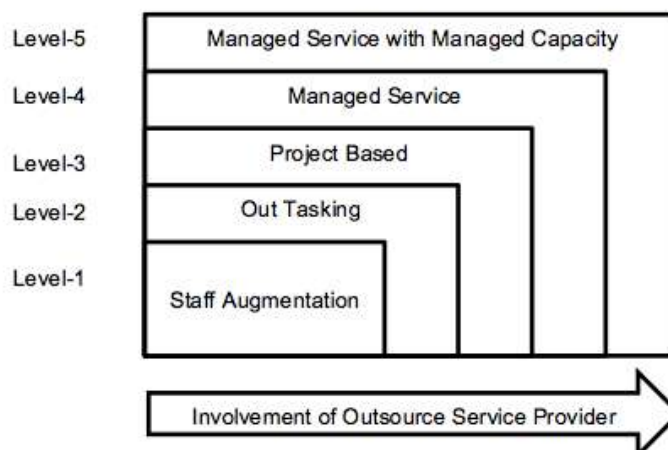 Level-5
Managed Service with Managed Capacity
Level-4
Managed Service
Level-3
Project Based
Level-2
Out Tasking
Level-1
Staff Augmentation
Involvement of Outsource Service Provider